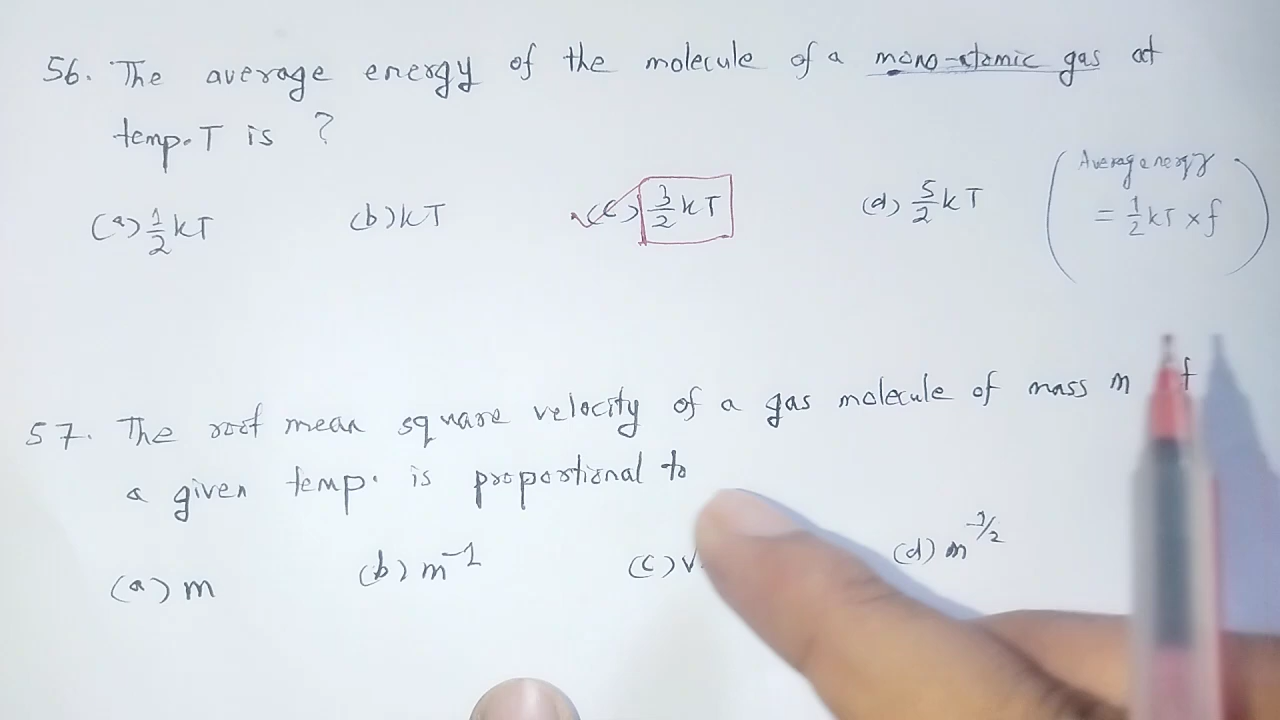 56. The average energy of the molecule of a mono-atomic gas at
temp. T is ?
(a) 1/2 kT (b) kT (c) 3/2 kT (d) 5/2 kT
(Average energy
= 1/2 kT × f)
57. The root mean square velocity of a gas molecule of mass m
a given temp. is proportional to
(a) m (b) m⁻¹ (c) (d) m^-1/2